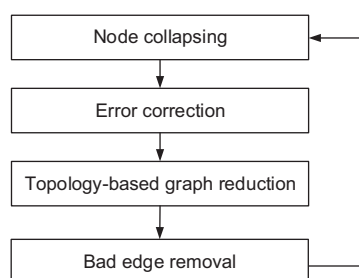 Node collapsing
Error correction
Topology-based graph reduction
Bad edge removal